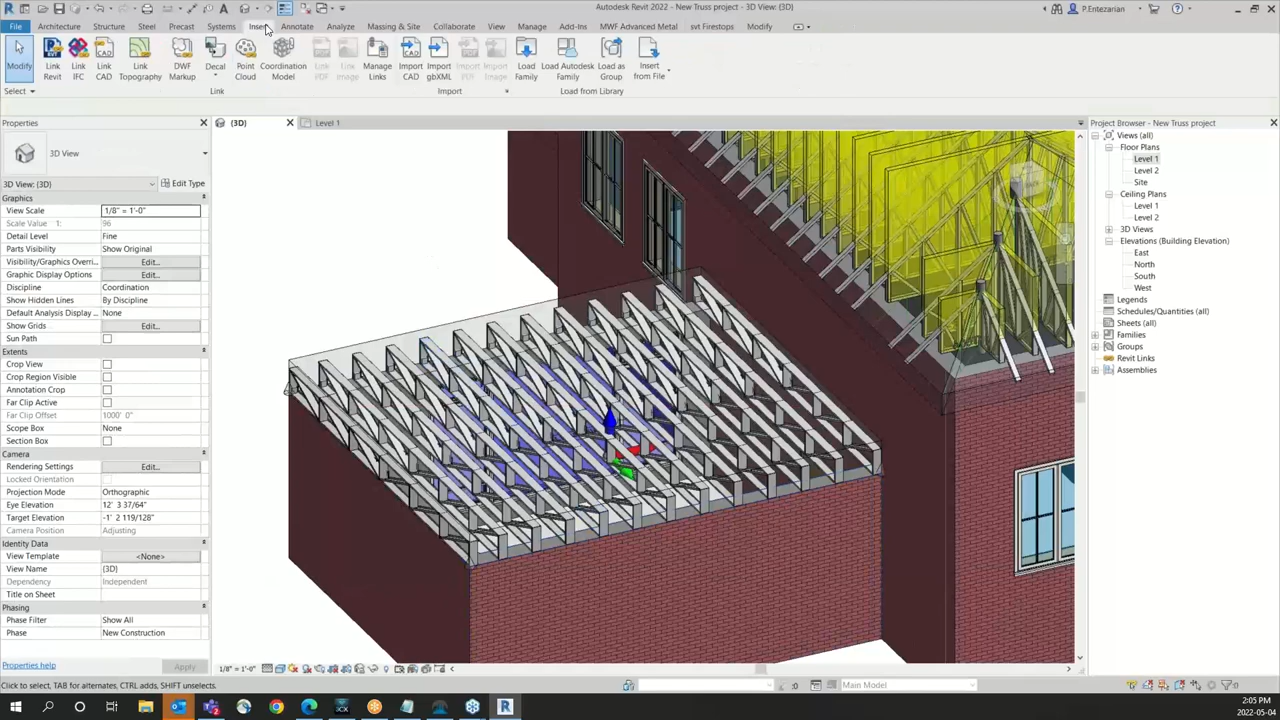 Autodesk Revit 2022 - New Truss project - 3D View: {3D}
P.Entezarian
File Architecture Structure Steel Precast Systems Insert Annotate Analyze Massing & Site Collaborate View Manage Add-Ins MWF Advanced Metal svt Firestops Modify
Modify
Link Revit
Link IFC
Link CAD
Link Topography
DWF Markup
Decal
Point Cloud
Coordination Model
Link PDF
Link Image
Manage Links
Import CAD
Import gbXML
Import PDF
Import Image
Load Family
Load Autodesk Family
Load as Group
Insert from File
Select Link Import Load from Library
Properties
{3D} Level 1
3D View
3D View: {3D} Edit Type
Graphics
View Scale 1/8" = 1'-0"
Scale Value 1: 96
Detail Level Fine
Parts Visibility Show Original
Visibility/Graphics Overri... Edit...
Graphic Display Options Edit...
Discipline Coordination
Show Hidden Lines By Discipline
Default Analysis Display ... None
Show Grids Edit...
Sun Path
Extents
Crop View
Crop Region Visible
Annotation Crop
Far Clip Active
Far Clip Offset 1000' 0"
Scope Box None
Section Box
Camera
Rendering Settings Edit...
Locked Orientation
Projection Mode Orthographic
Eye Elevation 12' 3 37/64"
Target Elevation -1' 2 119/128"
Camera Position Adjusting
Identity Data
View Template <None>
View Name {3D}
Dependency Independent
Title on Sheet
Phasing
Phase Filter Show All
Phase New Construction
Properties help Apply
Project Browser - New Truss project
Views (all)
Floor Plans
Level 1
Level 2
Site
Ceiling Plans
Level 1
Level 2
3D Views
Elevations (Building Elevation)
East
North
South
West
Legends
Schedules/Quantities (all)
Sheets (all)
Families
Groups
Revit Links
Assemblies
1/8" = 1'-0"
Click to select, TAB for alternates, CTRL adds, SHIFT unselects.
:0 Main Model :0
2:05 PM
2022-05-04